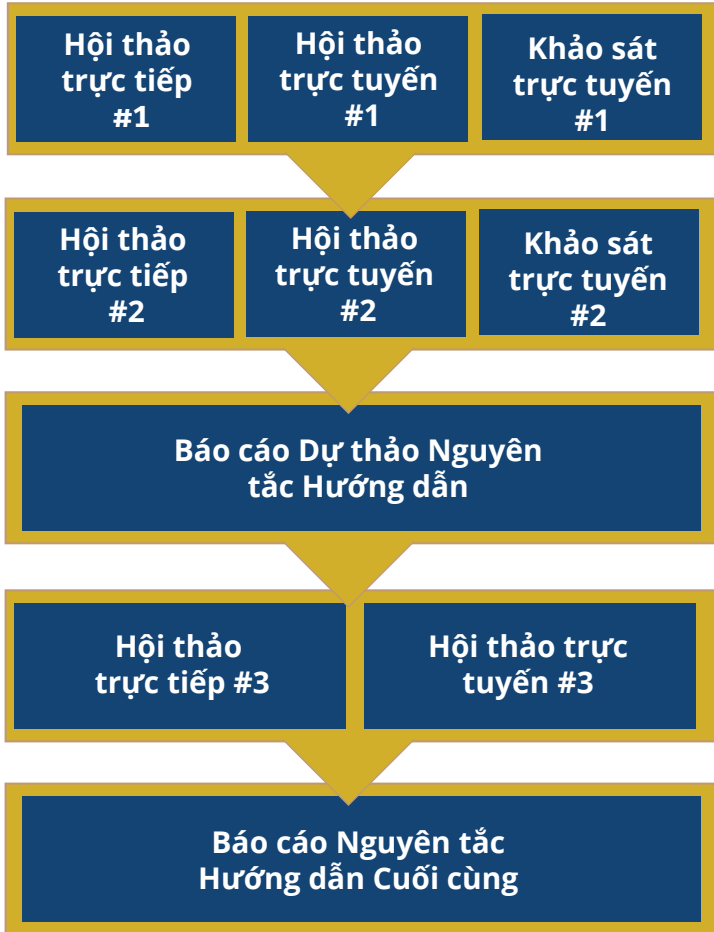 Hội thảo
trực tiếp
#1
Hội thảo
trực tuyến
#1
Khảo sát
trực tuyến
#1
Hội thảo
trực tiếp
#2
Hội thảo
trực tuyến
#2
Khảo sát
trực tuyến
#2
Báo cáo Dự thảo Nguyên
tắc Hướng dẫn
Hội thảo
trực tiếp #3
Hội thảo trực
tuyến #3
Báo cáo Nguyên tắc
Hướng dẫn Cuối cùng